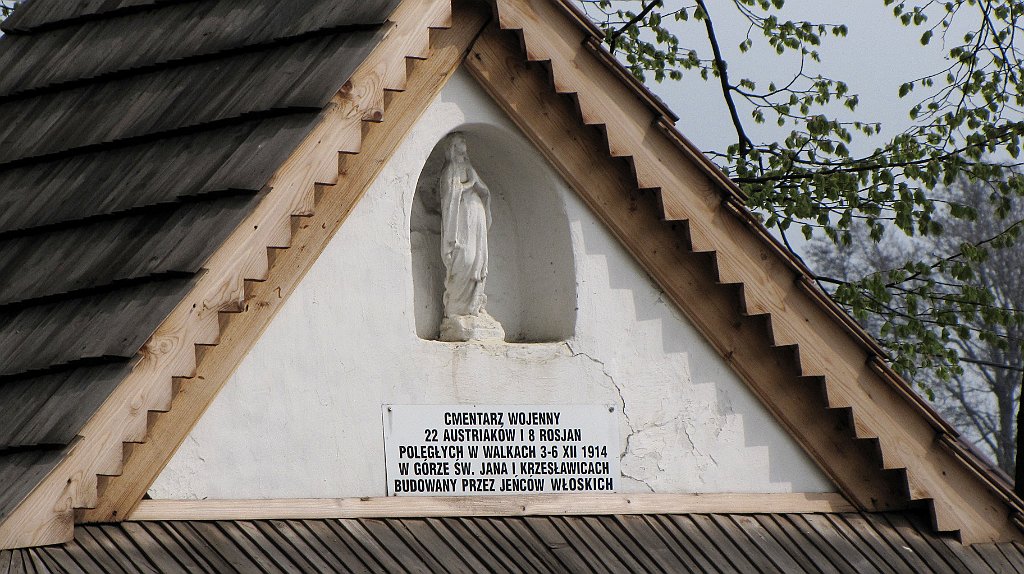 CMENTARZ WOJENNY
22 AUSTRIAKÓW I 8 ROSJAN
POLEGŁYCH W WALKACH 3-6 XII 1914
W GÓRZE ŚW. JANA I KRZESŁAWICACH
BUDOWANY PRZEZ JEŃCÓW WŁOSKICH